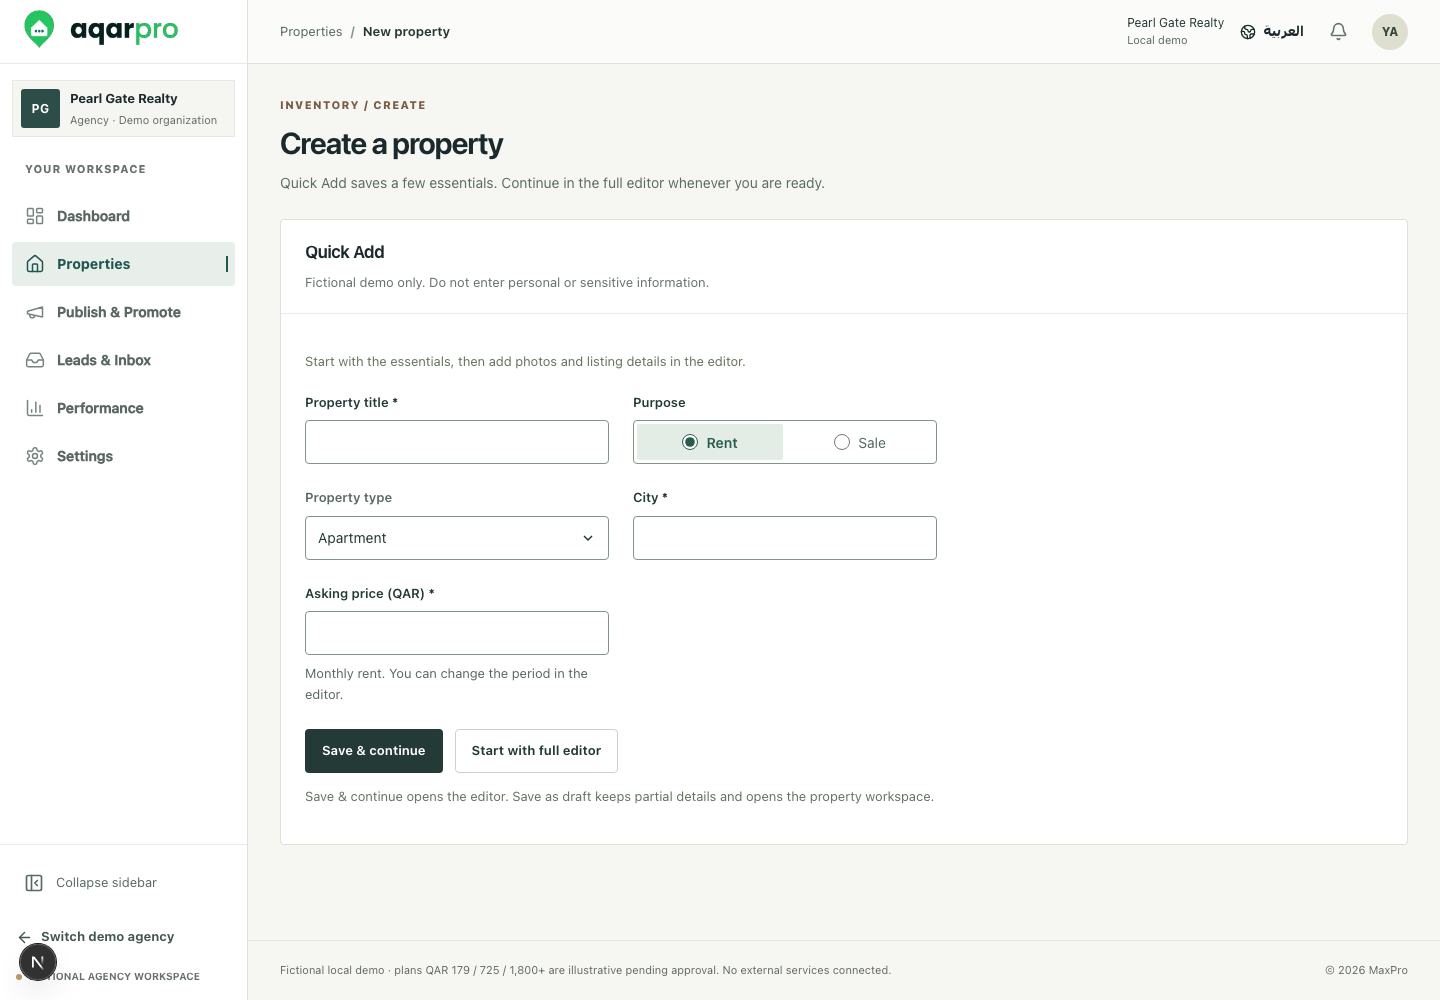 aqarpro
Properties / New property
Pearl Gate Realty
Local demo
العربية
YA
PG
Pearl Gate Realty
Agency · Demo organization
YOUR WORKSPACE
Dashboard
Properties
Publish & Promote
Leads & Inbox
Performance
Settings
Collapse sidebar
Switch demo agency
N
AGENCY WORKSPACE
INVENTORY / CREATE
Create a property
Quick Add saves a few essentials. Continue in the full editor whenever you are ready.
Quick Add
Fictional demo only. Do not enter personal or sensitive information.
Start with the essentials, then add photos and listing details in the editor.
Property title *
Purpose
Rent
Sale
Property type
Apartment
City *
Asking price (QAR) *
Monthly rent. You can change the period in the
editor.
Save & continue
Start with full editor
Save & continue opens the editor. Save as draft keeps partial details and opens the property workspace.
Fictional local demo · plans QAR 179 / 725 / 1,800+ are illustrative pending approval. No external services connected.
© 2026 MaxPro